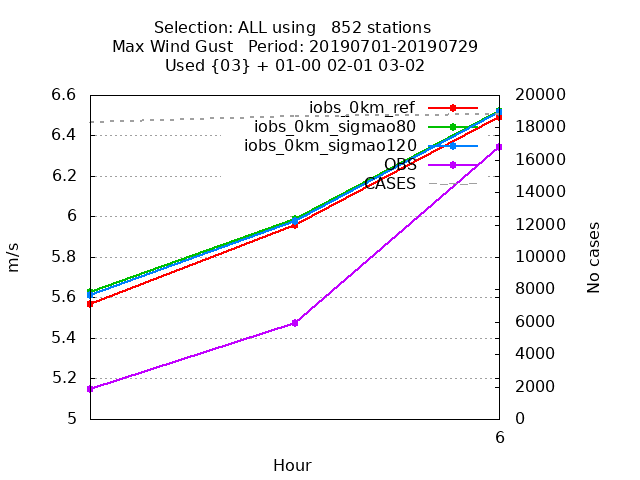 Selection: ALL using   852 stations
Max Wind Gust   Period: 20190701-20190729
Used {03} + 01-00 02-01 03-02
6.6
6.4
6.2
6
5.8
5.6
5.4
5.2
5
m/s
iobs_0km_ref
iobs_0km_sigmao80
iobs_0km_sigmao120
OBS
CASES
20000
18000
16000
14000
12000
10000
8000
6000
4000
2000
0
No cases
6
Hour